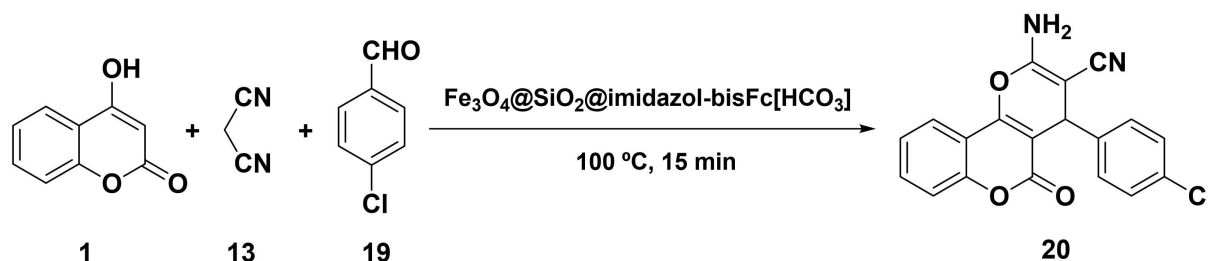 OH
O
O
1
+
CN
CN
13
+
CHO
Cl
19
Fe₃O₄@SiO₂@imidazol-bisFc[HCO₃]
100 ºC, 15 min
NH₂
O
CN
O
O
C
20